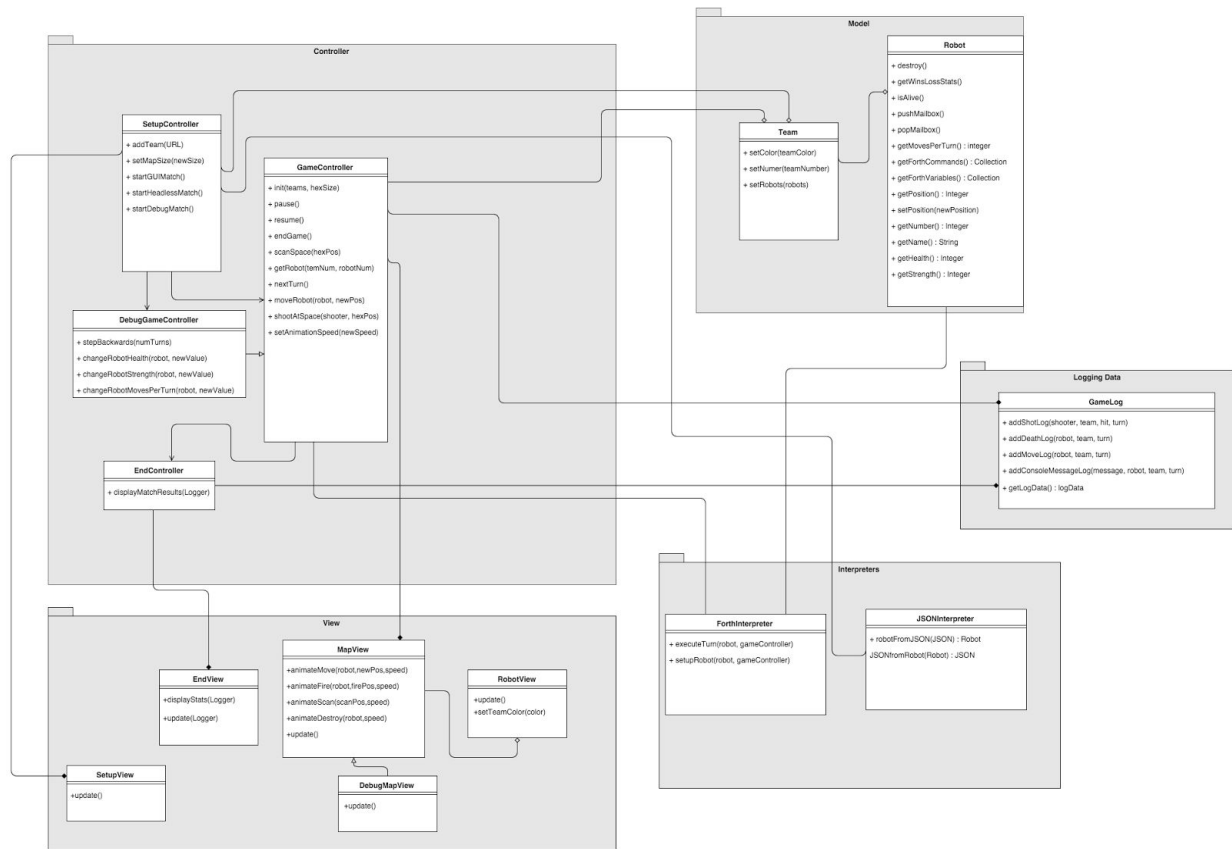 Controller
SetupController
+ addTeam(URL)
+ setMapSize(newSize)
+ startGUIMatch()
+ startHeadlessMatch()
+ startDebugMatch()
GameController
+ init(teams, hexSize)
+ pause()
+ resume()
+ endGame()
+ scanSpace(hexPos)
+ getRobot(temNum, robotNum)
+ nextTurn()
+ moveRobot(robot, newPos)
+ shootAtSpace(shooter, hexPos)
+ setAnimationSpeed(newSpeed)
DebugGameController
+ stepBackwards(numTurns)
+ changeRobotHealth(robot, newValue)
+ changeRobotStrength(robot, newValue)
+ changeRobotMovesPerTurn(robot, newValue)
EndController
+ displayMatchResults(Logger)
Model
Robot
+ destroy()
+ getWinsLossStats()
+ isAlive()
+ pushMailbox()
+ popMailbox()
+ getMovesPerTurn() : integer
+ getForthCommands() : Collection
+ getForthVariables() : Collection
+ getPosition() : Integer
+ setPosition(newPosition)
+ getNumber() : Integer
+ getName() : String
+ getHealth() : Integer
+ getStrength() : Integer
Team
+ setColor(teamColor)
+ setNumer(teamNumber)
+ setRobots(robots)
Logging Data
GameLog
+ addShotLog(shooter, team, hit, turn)
+ addDeathLog(robot, team, turn)
+ addMoveLog(robot, team, turn)
+ addConsoleMessageLog(message, robot, team, turn)
+ getLogData() : logData
Interpreters
ForthInterpreter
+ executeTurn(robot, gameController)
+ setupRobot(robot, gameController)
JSONInterpreter
+ robotFromJSON(JSON) : Robot
JSONfromRobot(Robot) : JSON
View
MapView
+animateMove(robot,newPos,speed)
+animateFire(robot,firePos,speed)
+animateScan(scanPos,speed)
+animateDestroy(robot,speed)
+update()
EndView
+displayStats(Logger)
+update(Logger)
RobotView
+update()
+setTeamColor(color)
SetupView
+update()
DebugMapView
+update()